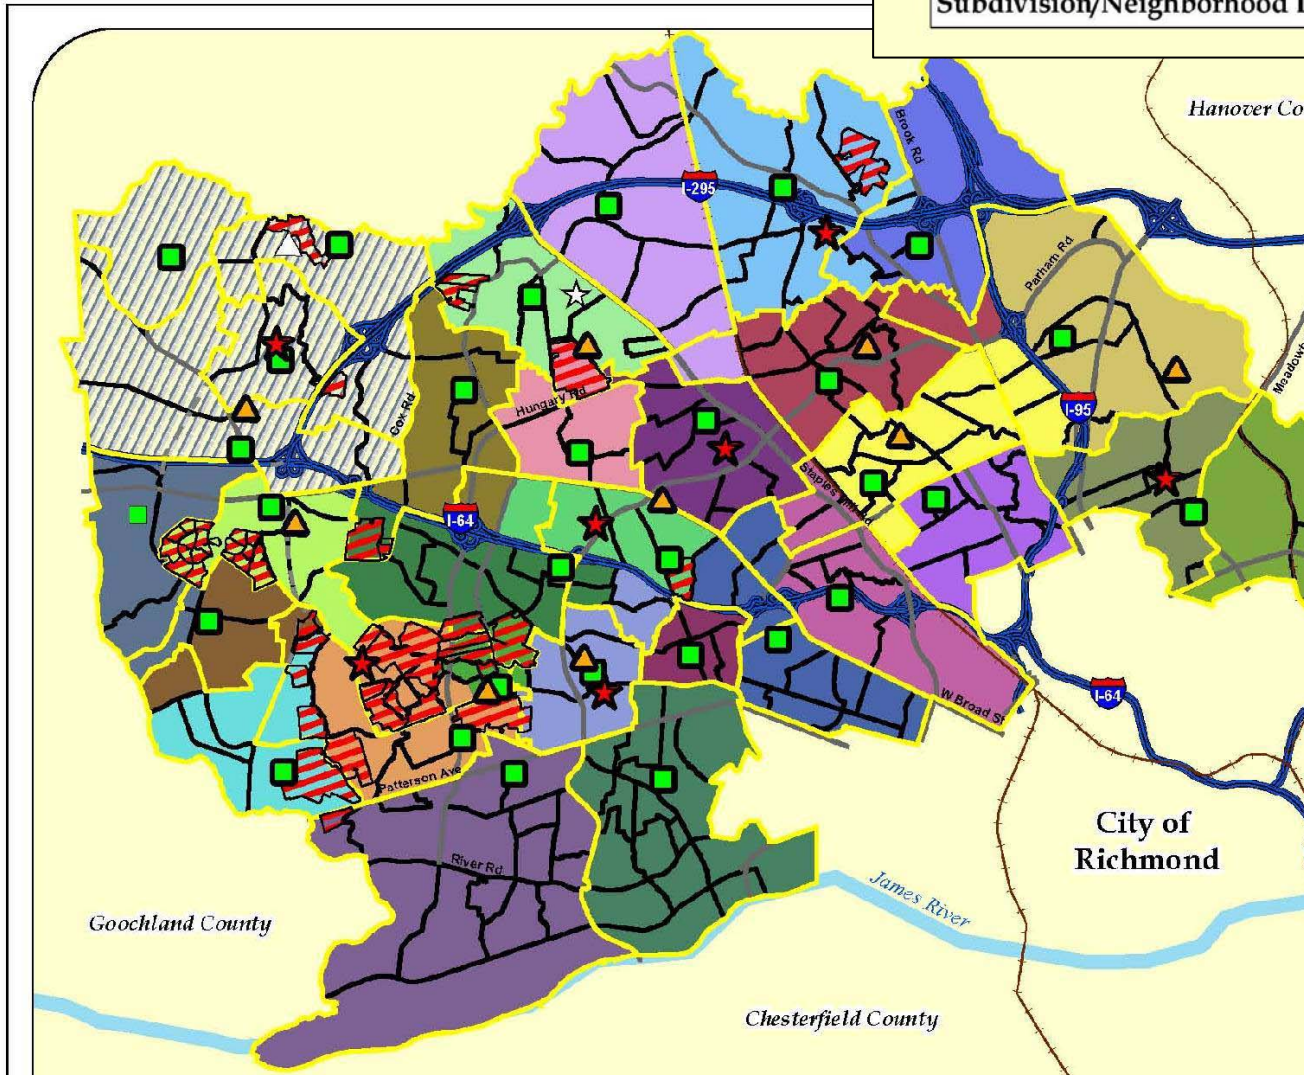 Subdivision/Neighborhood
Hanover Co
Brook Rd
I-295
Parham Rd
Meadow
Cox Rd
Hungary Rd
I-95
Staples Mill Rd
I-64
W Broad St
I-64
Patterson Ave
City of
Richmond
River Rd
James River
Goochland County
Chesterfield County